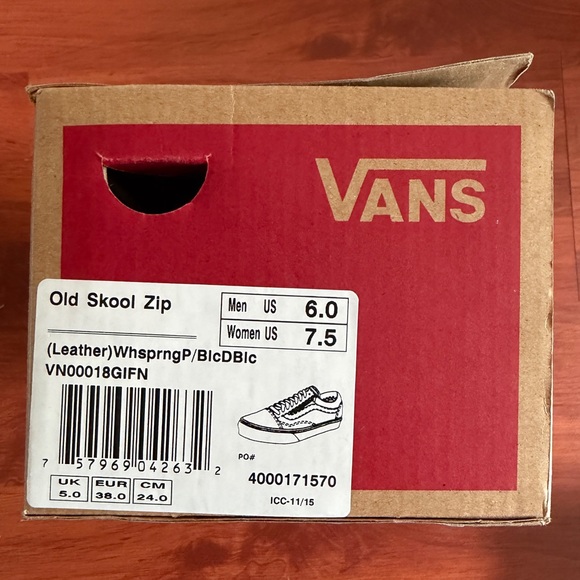 VANS
Old Skool Zip
Men US 6.0
Women US 7.5
(Leather)WhsprngP/BlcDBlc
VN00018GIFN
7 57969 04263 2
PO# 4000171570
UK EUR CM
5.0 38.0 24.0
ICC-11/15